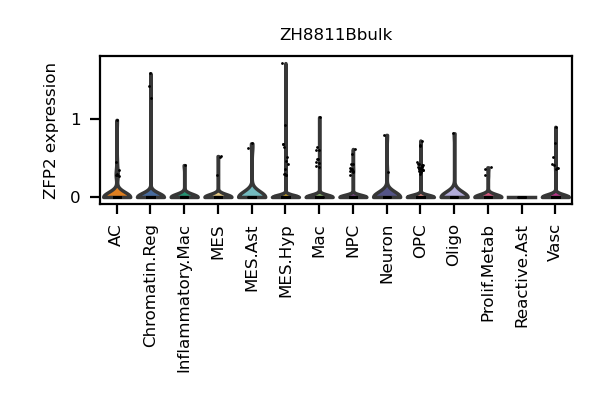 ZH8811Bbulk
ZFP2 expression
1
0
AC
Chromatin.Reg
Inflammatory.Mac
MES
MES.Ast
MES.Hyp
Mac
NPC
Neuron
OPC
Oligo
Prolif.Metab
Reactive.Ast
Vasc